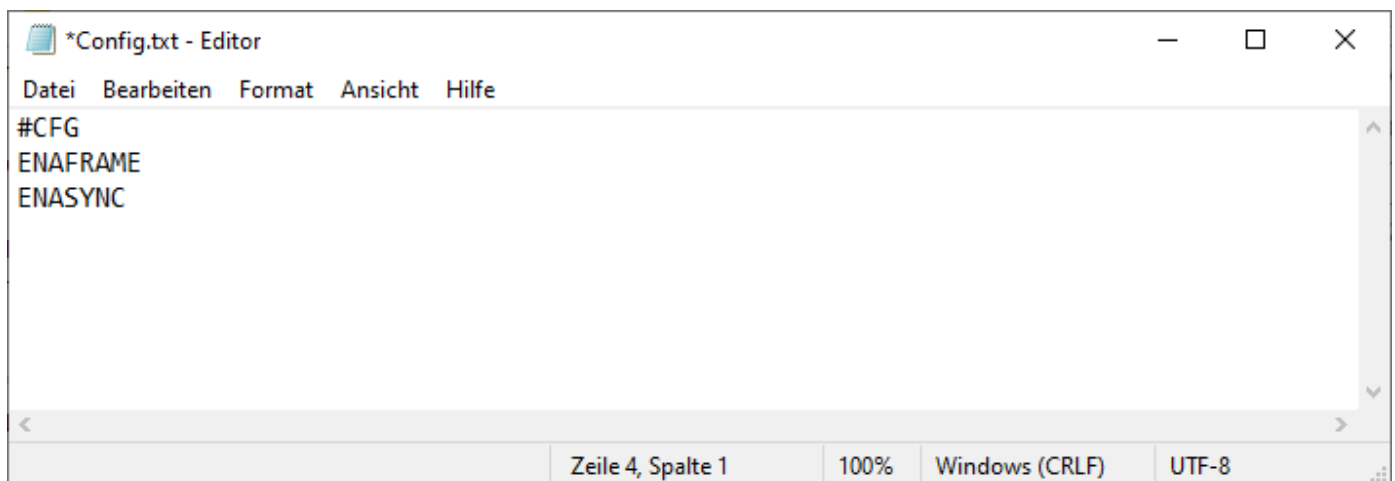 *Config.txt - Editor
Datei Bearbeiten Format Ansicht Hilfe
#CFG
ENAFRAME
ENASYNC
Zeile 4, Spalte 1 100% Windows (CRLF) UTF-8